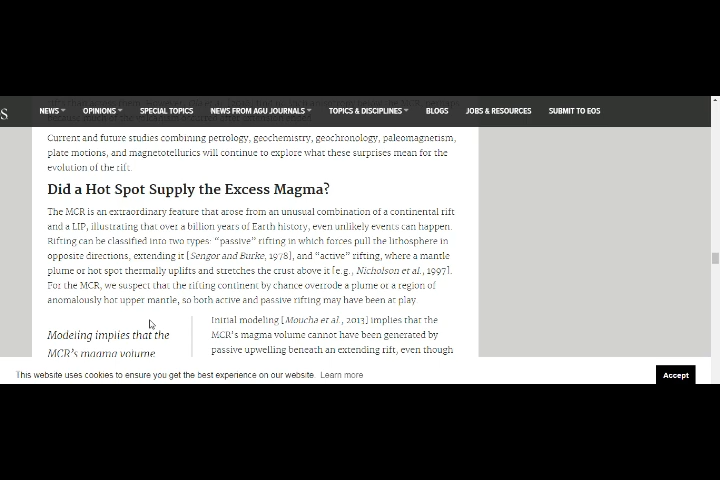 S
NEWS OPINIONS SPECIAL TOPICS NEWS FROM AGU JOURNALS TOPICS & DISCIPLINES BLOGS JOBS & RESOURCES SUBMIT TO EOS
Current and future studies combining petrology, geochemistry, geochronology, paleomagnetism,
plate motions, and magnetotellurics will continue to explore what these surprises mean for the
evolution of the rift.
Did a Hot Spot Supply the Excess Magma?
The MCR is an extraordinary feature that arose from an unusual combination of a continental rift
and a LIP, illustrating that over a billion years of Earth history, even unlikely events can happen.
Rifting can be classified into two types: “passive” rifting in which forces pull the lithosphere in
opposite directions, extending it [Sengor and Burke, 1978], and “active” rifting, where a mantle
plume or hot spot thermally uplifts and stretches the crust above it [e.g., Nicholson et al., 1997].
For the MCR, we suspect that the rifting continent by chance overrode a plume or a region of
anomalously hot upper mantle, so both active and passive rifting may have been at play
Initial modeling [Moucha et al., 2013] implies that the
MCR’s magma volume cannot have been generated by
passive upwelling beneath an extending rift, even though
Modeling implies that the
MCR’s magma volume
This website uses cookies to ensure you get the best experience on our website. Learn more
Accept